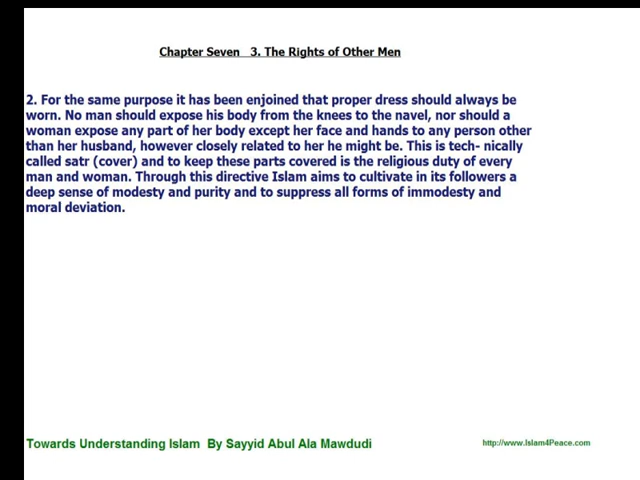 Chapter Seven   3. The Rights of Other Men
2. For the same purpose it has been enjoined that proper dress should always be
worn. No man should expose his body from the knees to the navel, nor should a
woman expose any part of her body except her face and hands to any person other
than her husband, however closely related to her he might be. This is tech- nically
called satr (cover) and to keep these parts covered is the religious duty of every
man and woman. Through this directive Islam aims to cultivate in its followers a
deep sense of modesty and purity and to suppress all forms of immodesty and
moral deviation.
Towards Understanding Islam  By Sayyid Abul Ala Mawdudi
http://www.Islam4Peace.com